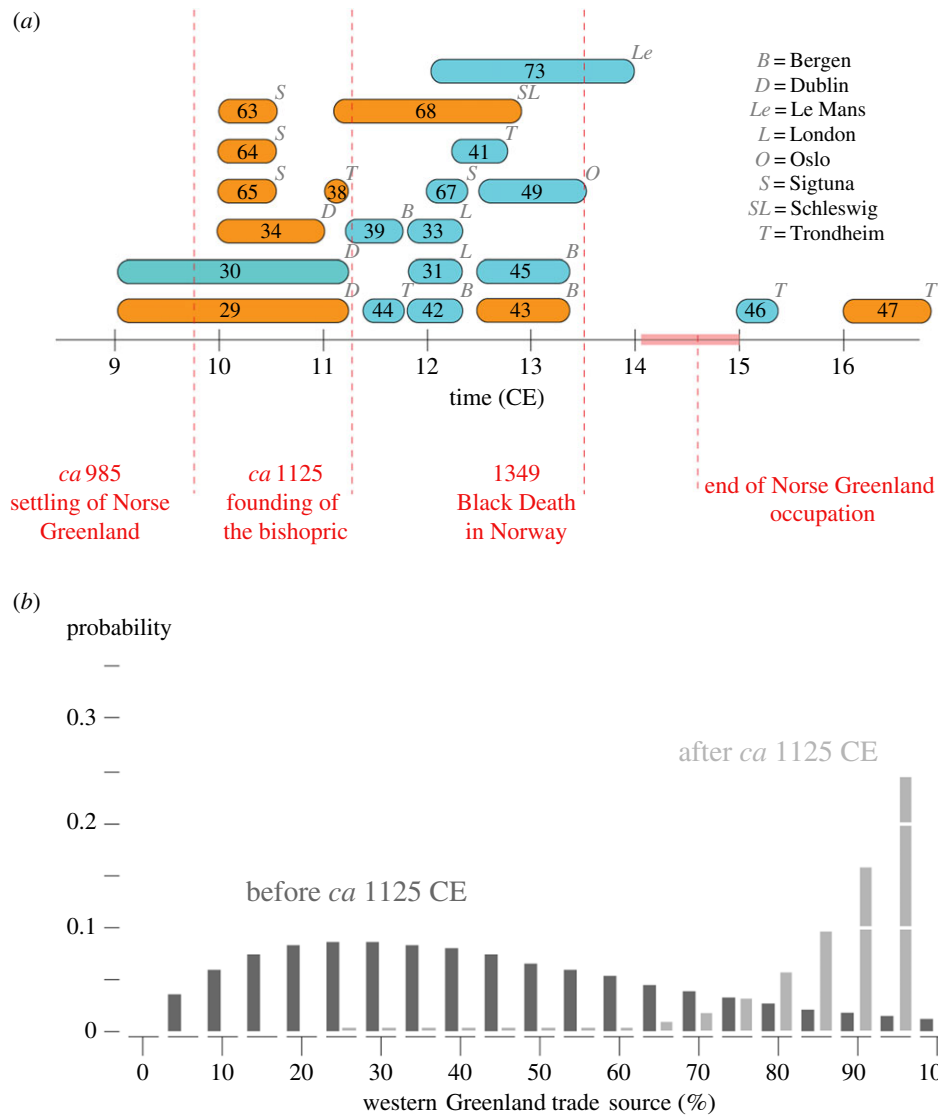 (a)
Le
73
B = Bergen
D = Dublin
Le = Le Mans
L = London
O = Oslo
S = Sigtuna
SL = Schleswig
T = Trondheim
S
63
SL
68
S
64
T
41
S
65
T
38
S
67
O
49
D
34
B
39
L
33
D
30
L
31
B
45
D
29
T
44
B
42
B
43
T
46
T
47
9 10 11 12 13 14 15 16
time (CE)
ca 985
settling of Norse
Greenland
ca 1125
founding of
the bishopric
1349
Black Death
in Norway
end of Norse Greenland
occupation
(b)
probability
0.3
0.2
0.1
0
after ca 1125 CE
before ca 1125 CE
0 10 20 30 40 50 60 70 80 90 10
western Greenland trade source (%)